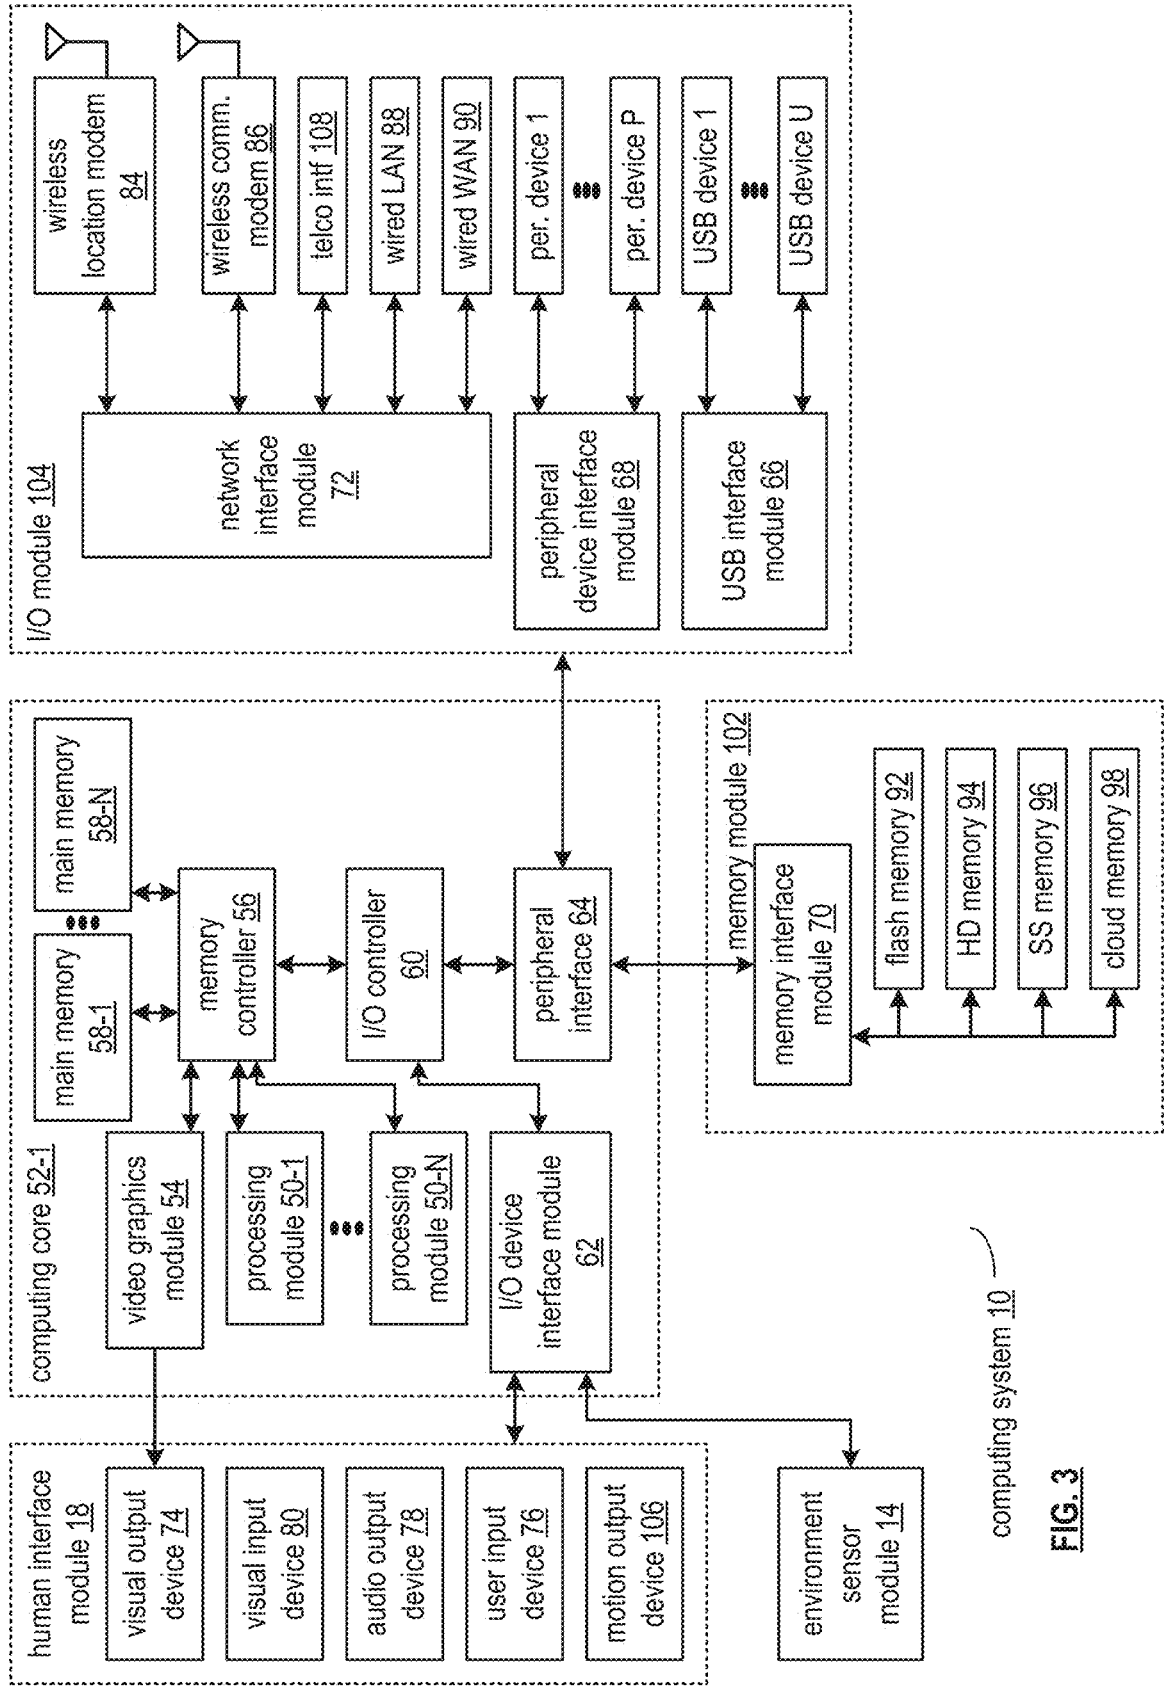 human interface
module 18
visual output
device 74
visual input
device 80
audio output
device 78
user input
device 76
motion output
device 106
environment
sensor
module 14
computing core 52-1
video graphics
module 54
processing
module 50-1
processing
module 50-N
I/O device
interface module
62
main memory
58-1
main memory
58-N
memory
controller 56
I/O controller
60
peripheral
interface 64
memory module 102
memory interface
module 70
flash memory 92
HD memory 94
SS memory 96
cloud memory 98
I/O module 104
network
interface
module
72
peripheral
device interface
module 68
USB interface
module 66
wireless
location modem
84
wireless comm.
modem 86
telco intf 108
wired LAN 88
wired WAN 90
per. device 1
per. device P
USB device 1
USB device U
computing system 10
FIG. 3